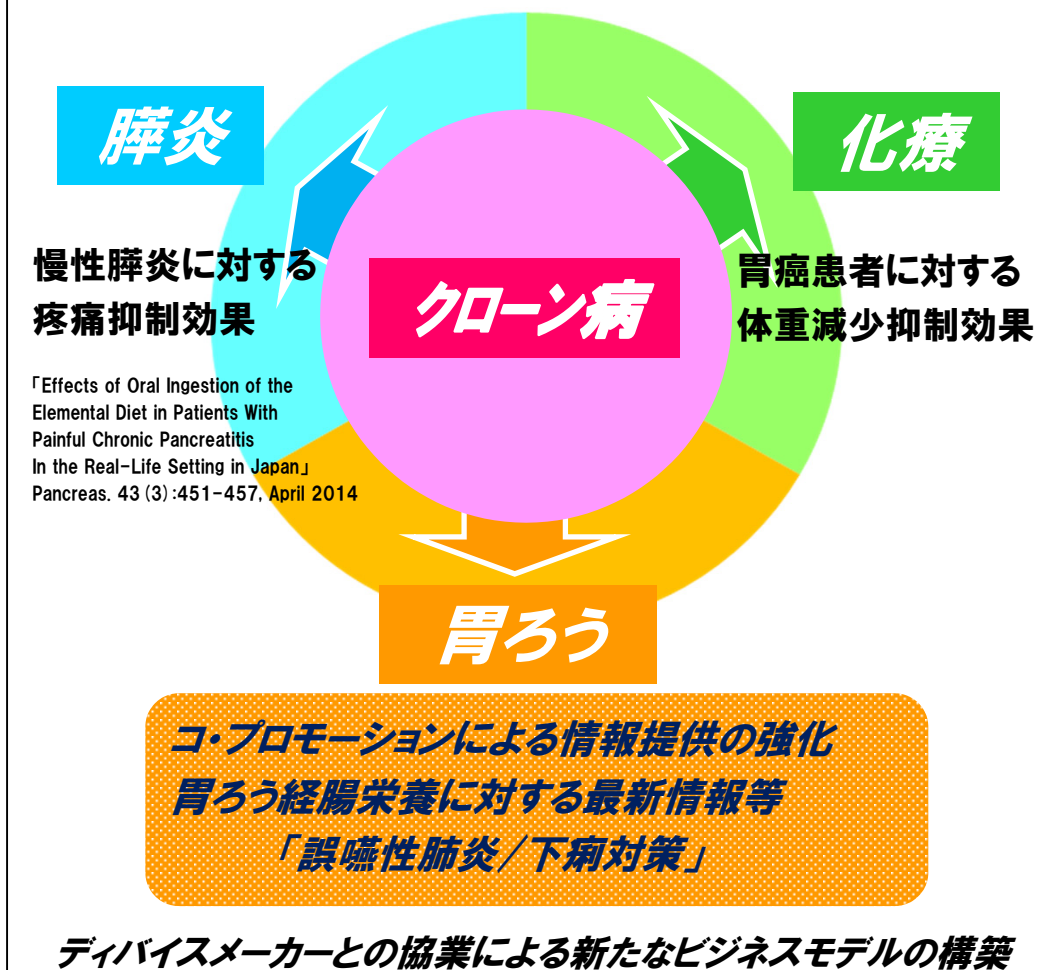 膵炎
化療
慢性膵炎に対する
疼痛抑制効果
クローン病
胃癌患者に対する
体重減少抑制効果
「Effects of Oral Ingestion of the
Elemental Diet in Patients With
Painful Chronic Pancreatitis
In the Real-Life Setting in Japan」
Pancreas. 43(3):451-457, April 2014
胃ろう
コ・プロモーションによる情報提供の強化
胃ろう経腸栄養に対する最新情報等
「誤嚥性肺炎/下痢対策」
ディバイスメーカーとの協業による新たなビジネスモデルの構築